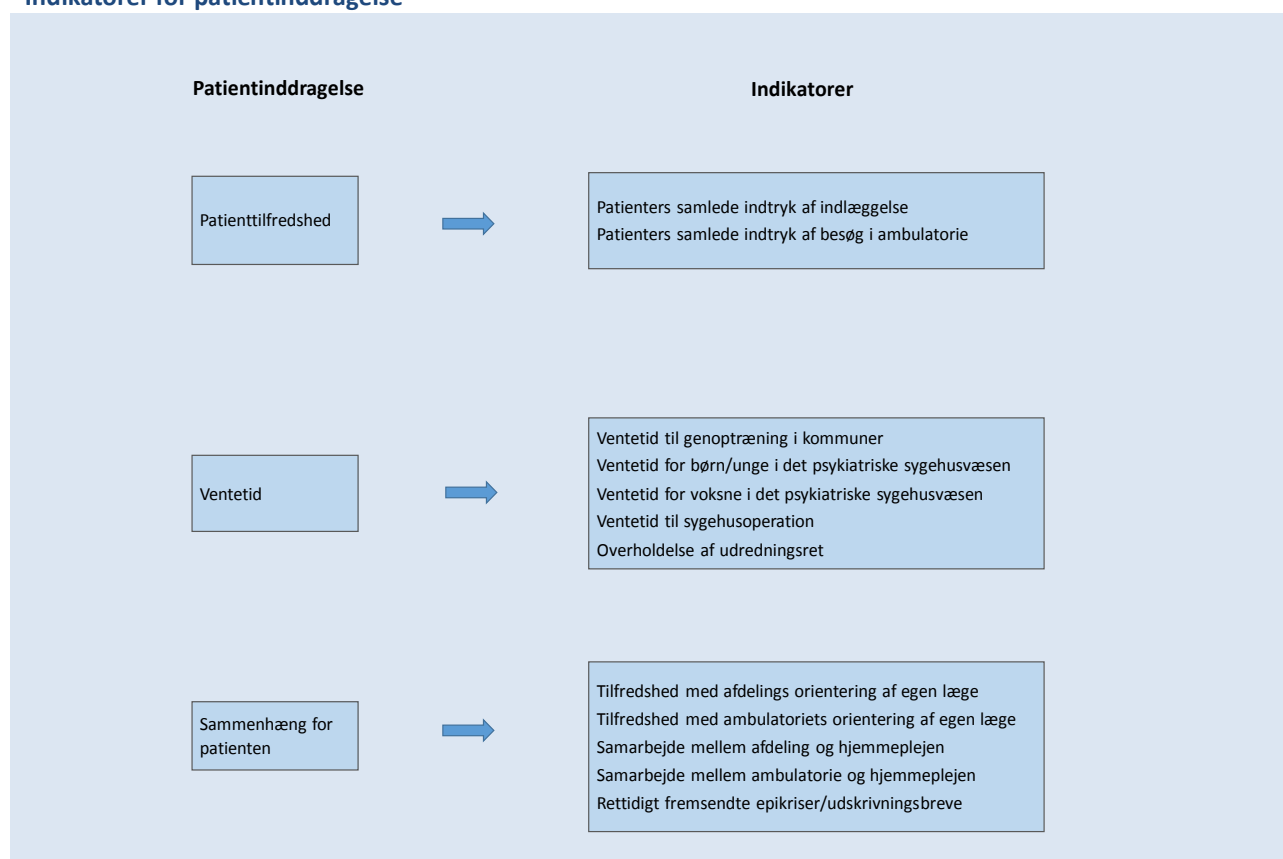 Indikatorer for patientinddragelse
Patientinddragelse
Indikatorer
Patienttilfredshed
Patienters samlede indtryk af indlæggelse
Patienters samlede indtryk af besøg i ambulatorie
Ventetid
Ventetid til genoptræning i kommuner
Ventetid for børn/unge i det psykiatriske sygehusvæsen
Ventetid for voksne i det psykiatriske sygehusvæsen
Ventetid til sygehusoperation
Overholdelse af udredningsret
Sammenhæng for
patienten
Tilfredshed med afdelings orientering af egen læge
Tilfredshed med ambulatoriets orientering af egen læge
Samarbejde mellem afdeling og hjemmeplejen
Samarbejde mellem ambulatorie og hjemmeplejen
Rettidigt fremsendte epikriser/udskrivningsbreve